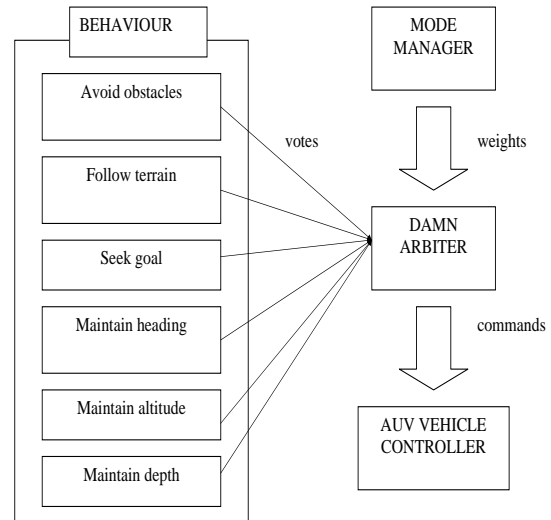 BEHAVIOUR
Avoid obstacles
Follow terrain
Seek goal
Maintain heading
Maintain altitude
Maintain depth
votes
MODE
MANAGER
weights
DAMN
ARBITER
commands
AUV VEHICLE
CONTROLLER